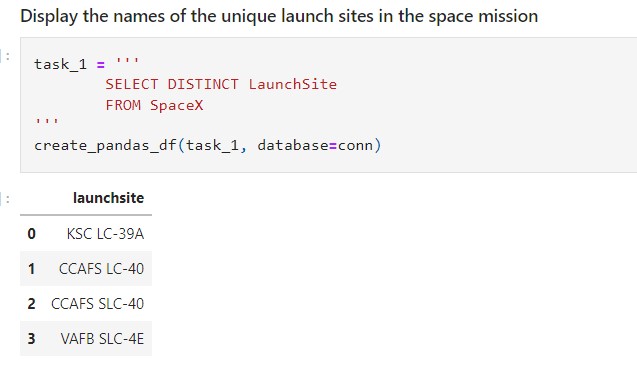 Display the names of the unique launch sites in the space mission
]:
task_1 = '''
SELECT DISTINCT LaunchSite
FROM SpaceX
'''
create_pandas_df(task_1, database=conn)
]:
launchsite
0 KSC LC-39A
1 CCAFS LC-40
2 CCAFS SLC-40
3 VAFB SLC-4E